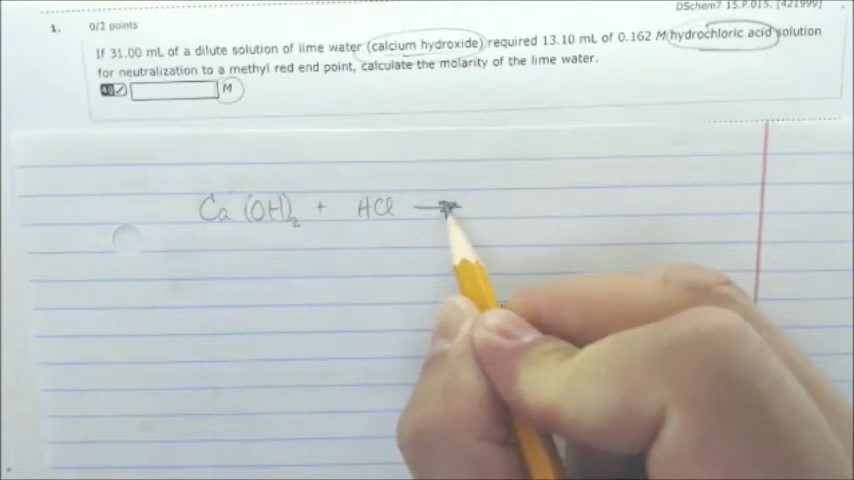 DSchem7 15.P.015. [421999]
1. 0/2 points
If 31.00 mL of a dilute solution of lime water (calcium hydroxide) required 13.10 mL of 0.162 M hydrochloric acid solution
for neutralization to a methyl red end point, calculate the molarity of the lime water.
M
Ca (OH)₂ + HCl →